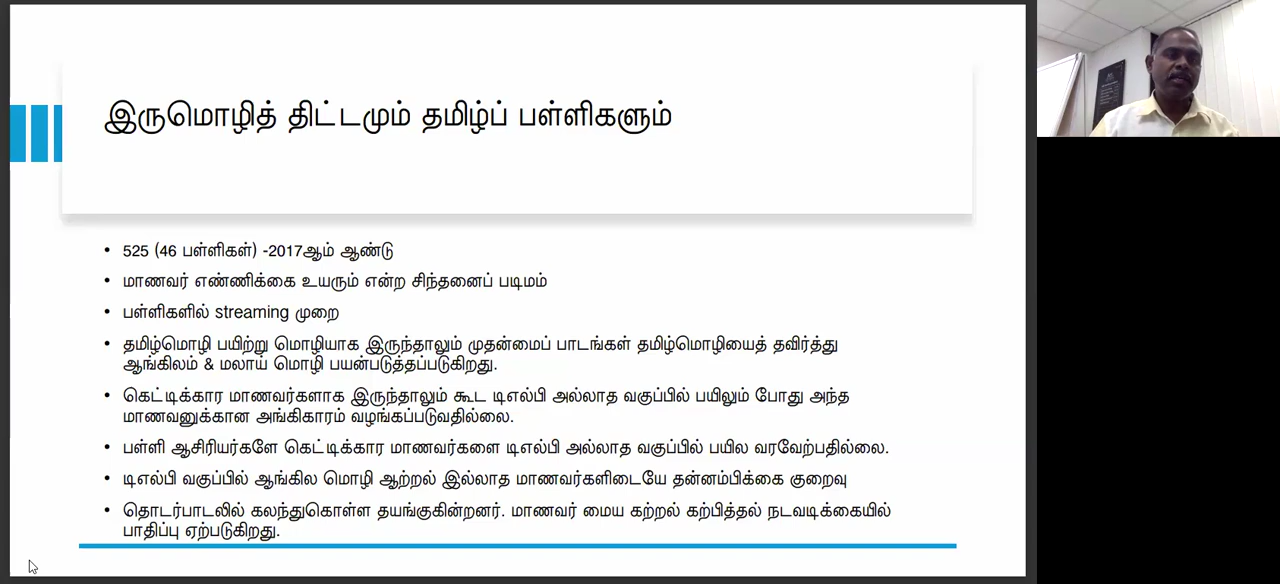 இருமொழித் திட்டமும் தமிழ்ப் பள்ளிகளும்
• 525 (46 பள்ளிகள்) -2017ஆம் ஆண்டு
• மாணவர் எண்ணிக்கை உயரும் என்ற சிந்தனைப் படிமம்
• பள்ளிகளில் streaming முறை
• தமிழ்மொழி பயிற்று மொழியாக இருந்தாலும் முதன்மைப் பாடங்கள் தமிழ்மொழியைத் தவிர்த்து
ஆங்கிலம் & மலாய் மொழி பயன்படுத்தப்படுகிறது.
• கெட்டிக்கார மாணவர்களாக இருந்தாலும் கூட டிஎல்பி அல்லாத வகுப்பில் பயிலும் போது அந்த
மாணவனுக்கான அங்கிகாரம் வழங்கப்படுவதில்லை.
• பள்ளி ஆசிரியர்களே கெட்டிக்கார மாணவர்களை டிஎல்பி அல்லாத வகுப்பில் பயில வரவேற்பதில்லை.
• டிஎல்பி வகுப்பில் ஆங்கில மொழி ஆற்றல் இல்லாத மாணவர்களிடையே தன்னம்பிக்கை குறைவு
• தொடர்பாடலில் கலந்துகொள்ள தயங்குகின்றனர். மாணவர் மைய கற்றல் கற்பித்தல் நடவடிக்கையில்
பாதிப்பு ஏற்படுகிறது.